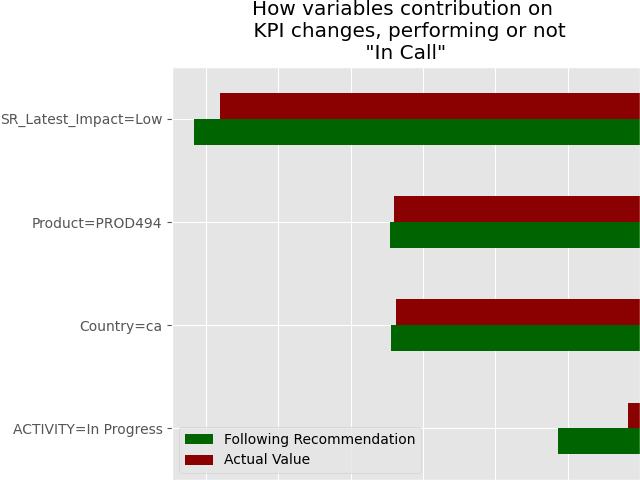 How variables contribution on
KPI changes, performing or not
"In Call"
SR_Latest_Impact=Low
Product=PROD494
Country=ca
ACTIVITY=In Progress
Following Recommendation
Actual Value